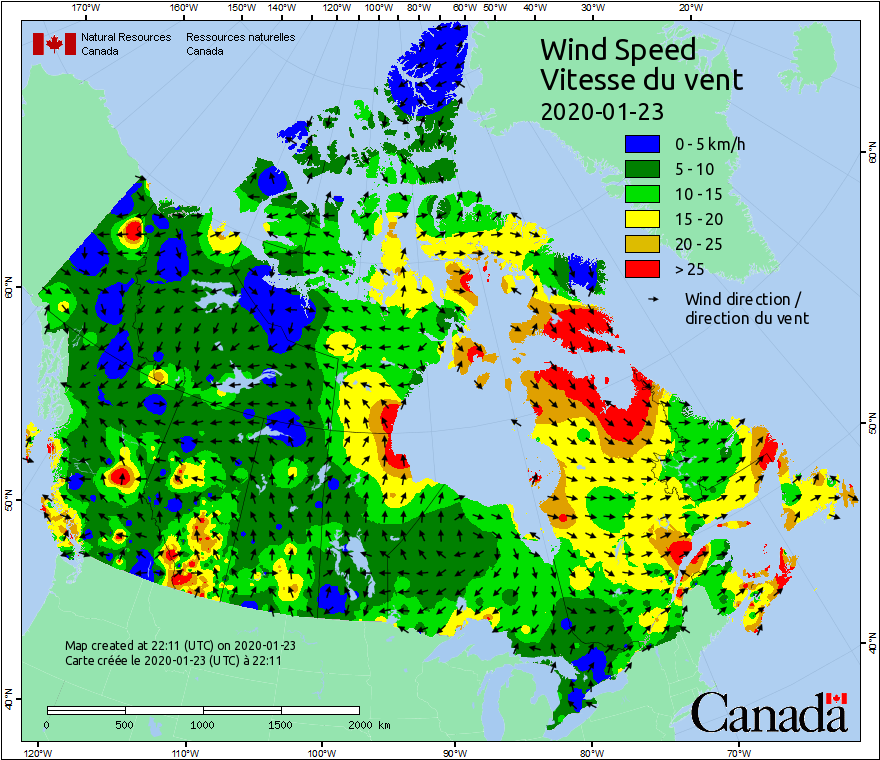 170°W 160°W 150°W 140°W 120°W 100°W 80°W 60°W 50°W 40°W 30°W 20°W
Natural Resources Ressources naturelles
Canada Canada
Wind Speed
Vitesse du vent
2020-01-23
0 - 5 km/h
5 - 10
10 - 15
15 - 20
20 - 25
> 25
Wind direction /
direction du vent
60°N
50°N
40°N
60°N
50°N
40°N
Map created at 22:11 (UTC) on 2020-01-23
Carte créée le 2020-01-23 (UTC) à 22:11
0 500 1000 1500 2000 km
Canada
120°W 110°W 100°W 90°W 80°W 70°W